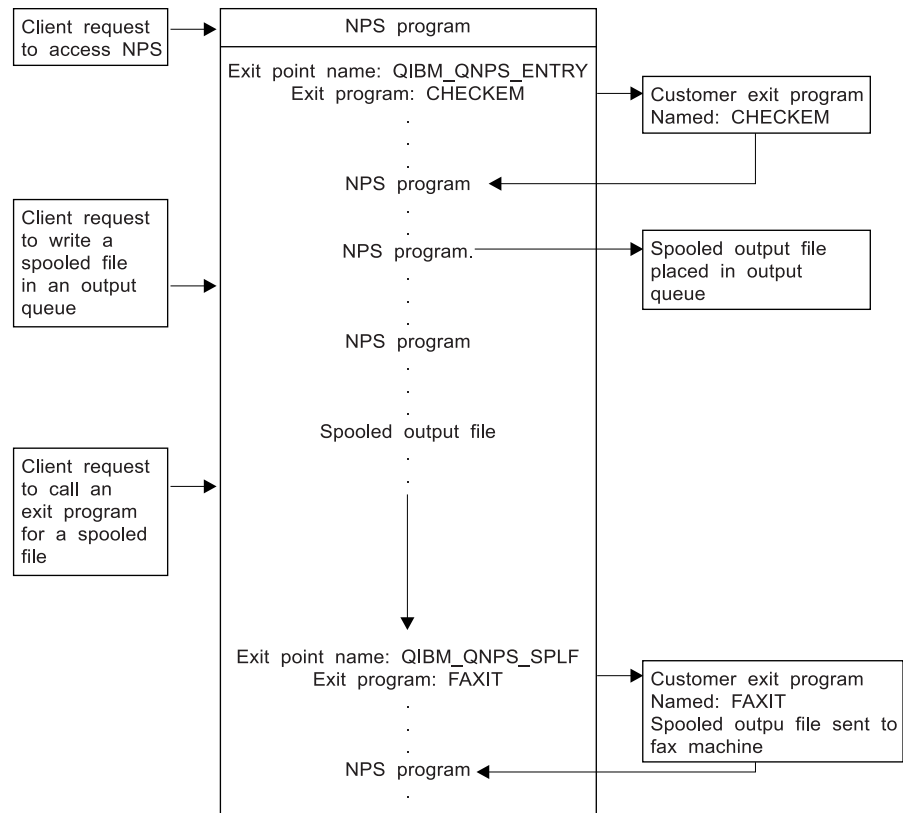 Client request
to access NPS
NPS program
Exit point name: QIBM_QNPS_ENTRY
Exit program: CHECKEM
.
.
.
Customer exit program
Named: CHECKEM
NPS program
.
Client request
to write a
spooled file
in an output
queue
NPS program.
.
.
.
Spooled output file
placed in output
queue
NPS program
.
.
.
Spooled output file
.
.
Client request
to call an
exit program
for a spooled
file
Exit point name: QIBM_QNPS_SPLF
Exit program: FAXIT
.
.
.
Customer exit program
Named: FAXIT
Spooled outpu file sent to
fax machine
NPS program
.